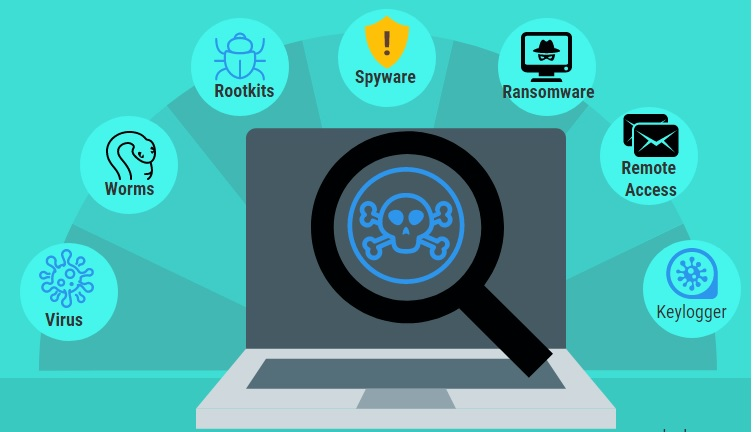 Spyware
Rootkits
Ransomware
Worms
Remote
Access
Virus
Keylogger